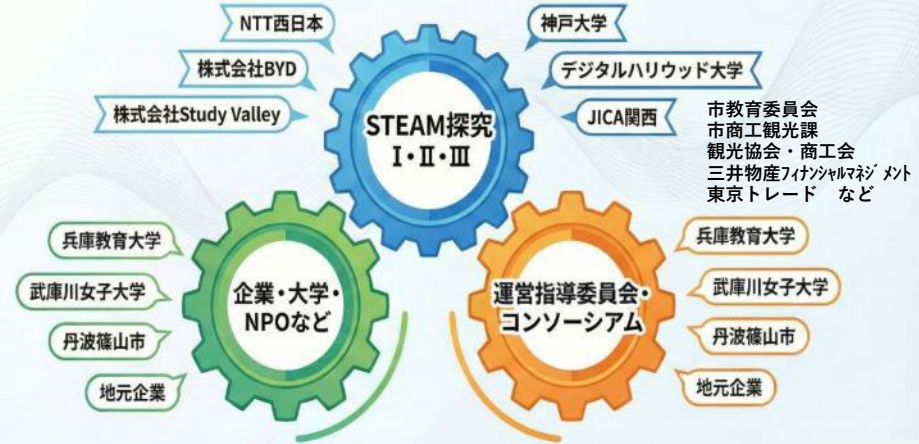 NTT西日本
株式会社BYD
株式会社Study Valley
STEAM探究
Ⅰ・Ⅱ・Ⅲ
神戸大学
デジタルハリウッド大学
JICA関西
市教育委員会
市商工観光課
観光協会・商工会
三井物産ﾌｨﾅﾝｼｬﾙﾏﾈｼﾞﾒﾝﾄ
東京トレード　など
兵庫教育大学
武庫川女子大学
丹波篠山市
地元企業
企業・大学・
NPOなど
運営指導委員会・
コンソーシアム
兵庫教育大学
武庫川女子大学
丹波篠山市
地元企業